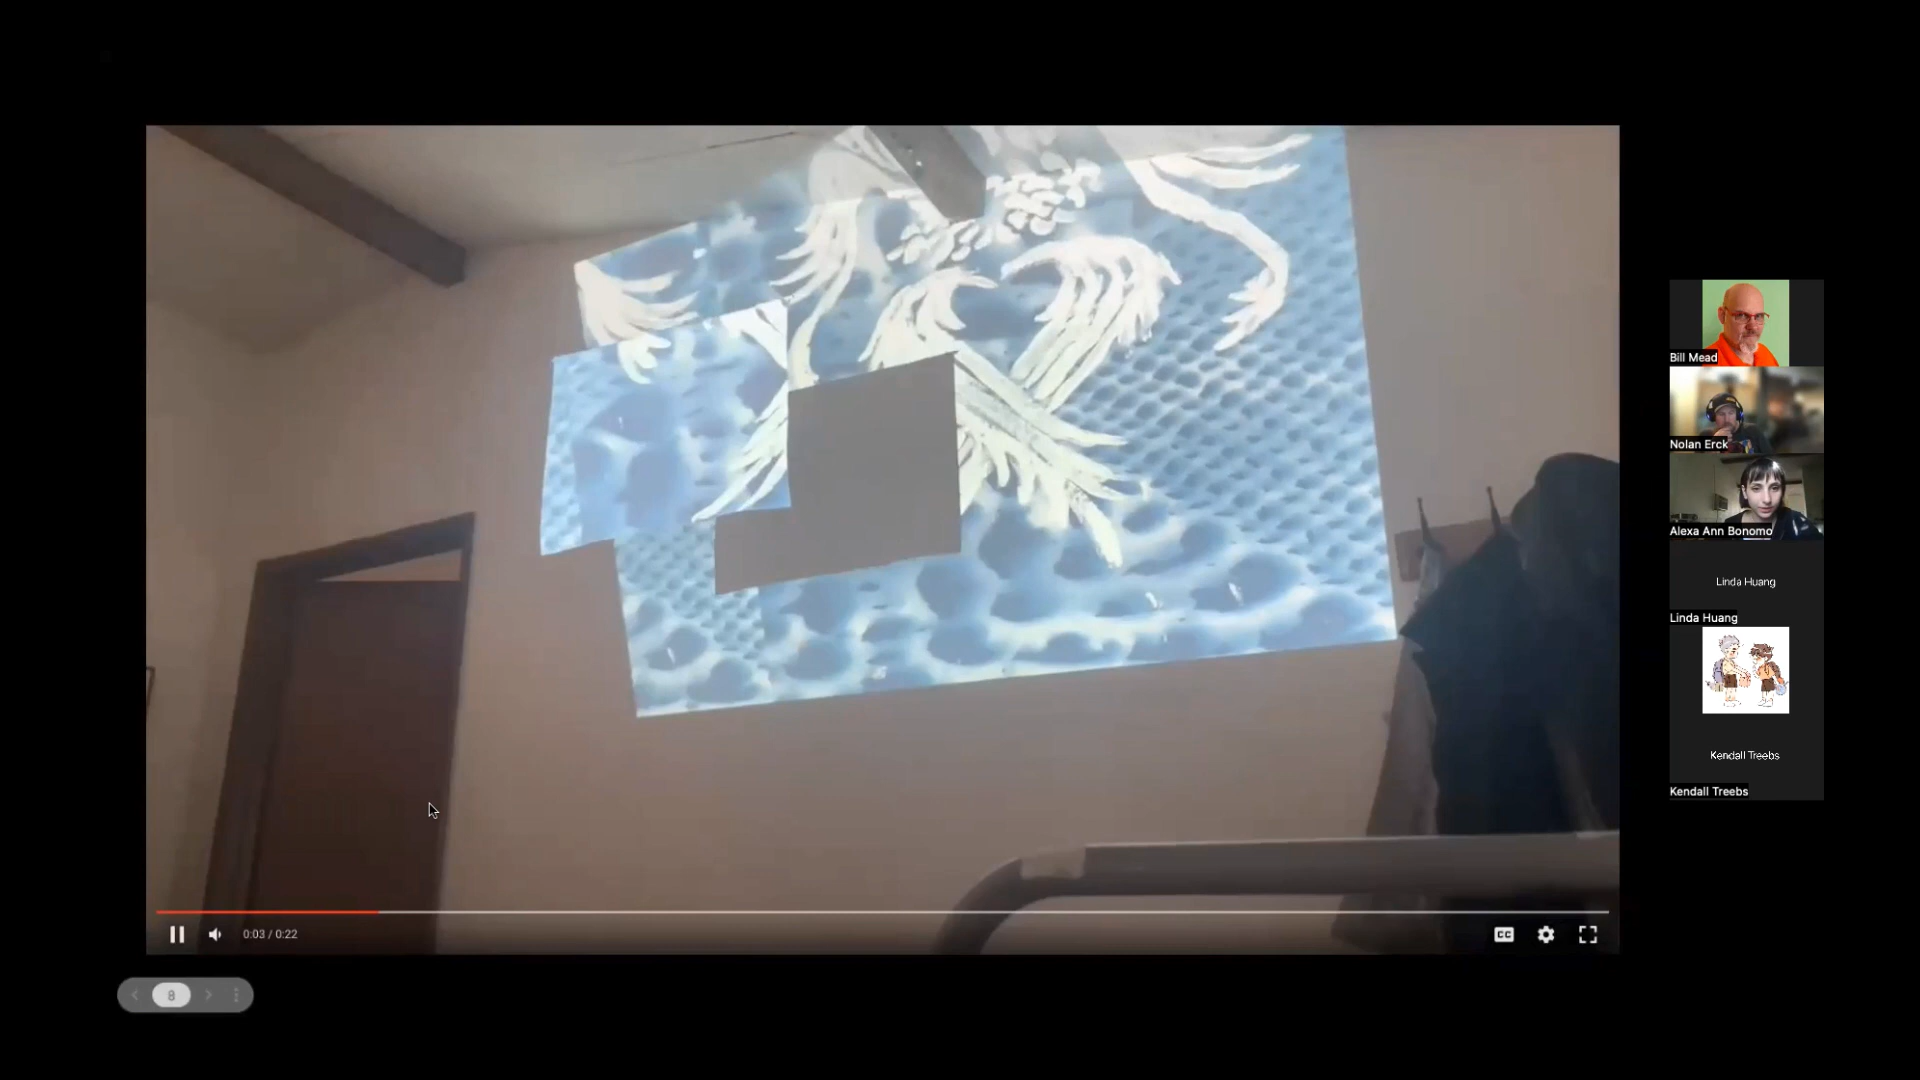 Bill Mead
Nolan Erck
Alexa Ann Bonomo
Linda Huang
Linda Huang
Kendall Treebs
Kendall Treebs
0:03 / 0:22
CC
8